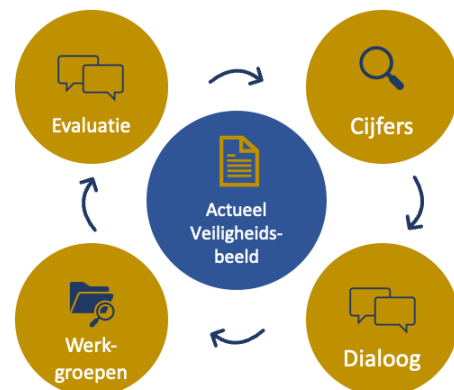 Evaluatie
Cijfers
Actueel
Veiligheids-
beeld
Werk-
groepen
Dialoog